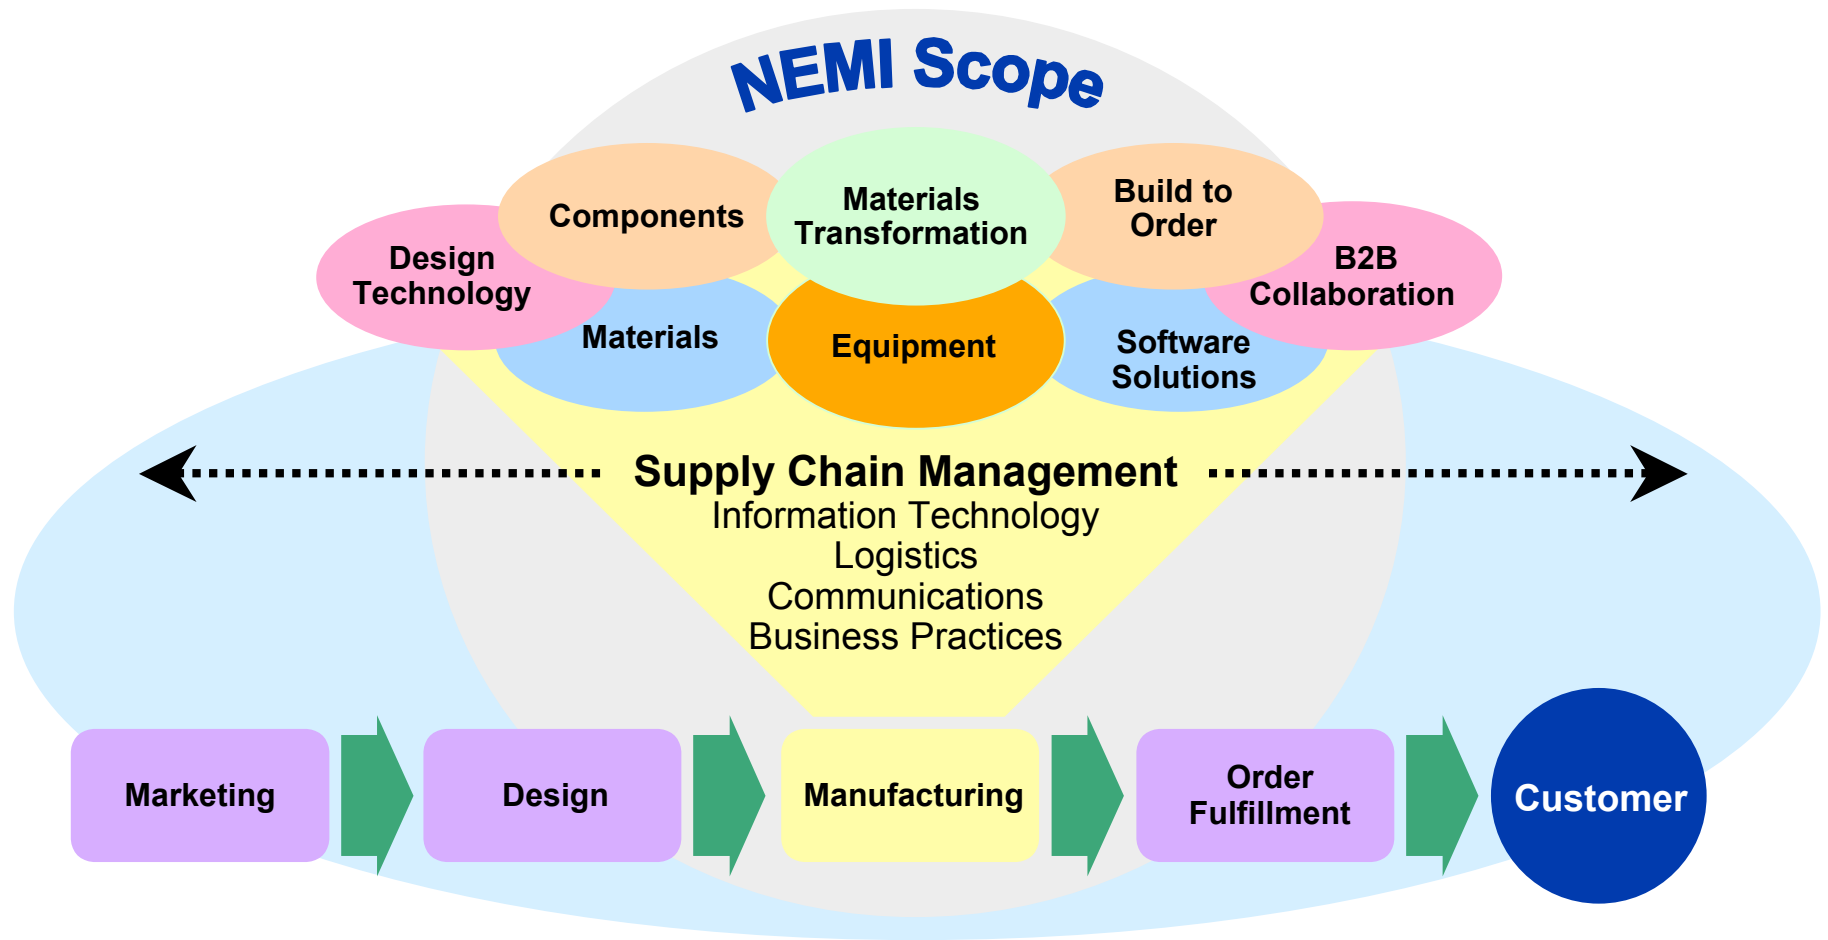 NEMI Scope
Components
Materials
Transformation
Build to
Order
Design
Technology
B2B
Collaboration
Materials
Equipment
Software
Solutions
Supply Chain Management
Information Technology
Logistics
Communications
Business Practices
Marketing
Design
Manufacturing
Order
Fulfillment
Customer